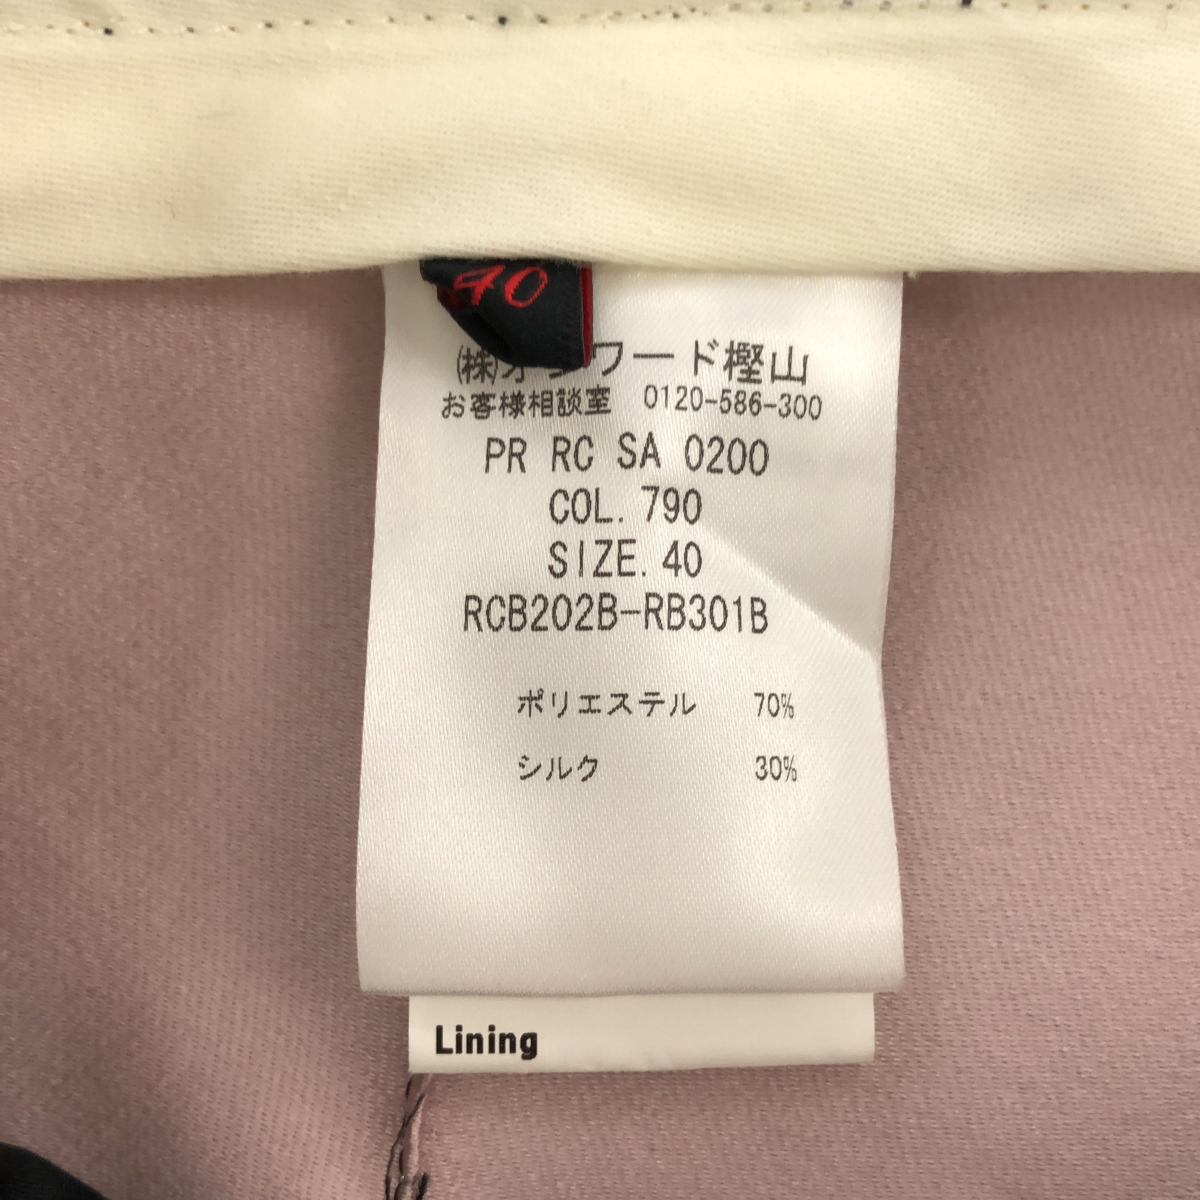 40
(株)オンワード樫山
お客様相談室 0120-586-300
PR RC SA 0200
COL. 790
SIZE. 40
RCB202B-RB301B
ポリエステル 70%
シルク 30%
Lining